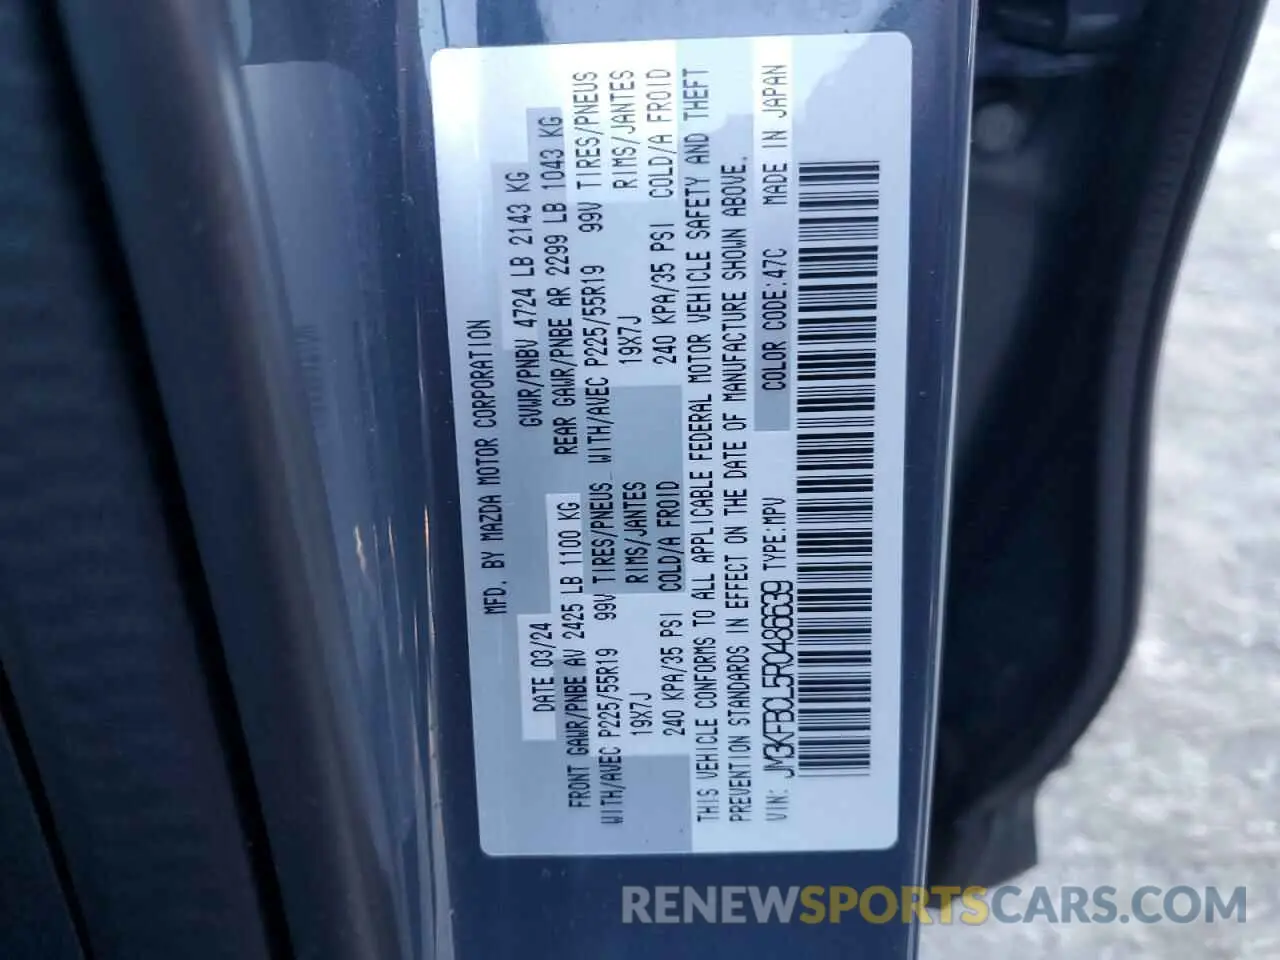 MFD. BY MAZDA MOTOR CORPORATION
DATE 03/24 GVWR/PNBV 4724 LB 2143 KG
FRONT GAWR/PNBE AV 2425 LB 1100 KG REAR GAWR/PNBE AR 2299 LB 1043 KG
WITH/AVEC P225/55R19 99V TIRES/PNEUS WITH/AVEC P225/55R19 99V TIRES/PNEUS
19X7J RIMS/JANTES 19X7J RIMS/JANTES
240 KPA/35 PSI COLD/A FROID 240 KPA/35 PSI COLD/A FROID
THIS VEHICLE CONFORMS TO ALL APPLICABLE FEDERAL MOTOR VEHICLE SAFETY AND THEFT
PREVENTION STANDARDS IN EFFECT ON THE DATE OF MANUFACTURE SHOWN ABOVE.
VIN: JM3KFBCL5R0486639 TYPE:MPV COLOR CODE:47C MADE IN JAPAN
RENEWSPORTSCARS.COM